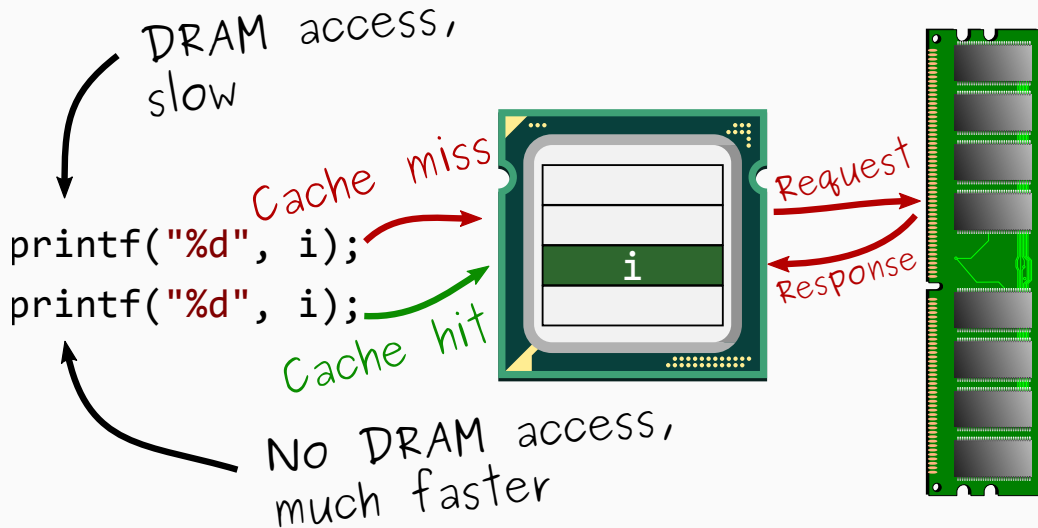 DRAM access,
slow
Cache miss
Request
printf("%d", i);
i
printf("%d", i);
Response
Cache hit
No DRAM access,
much faster